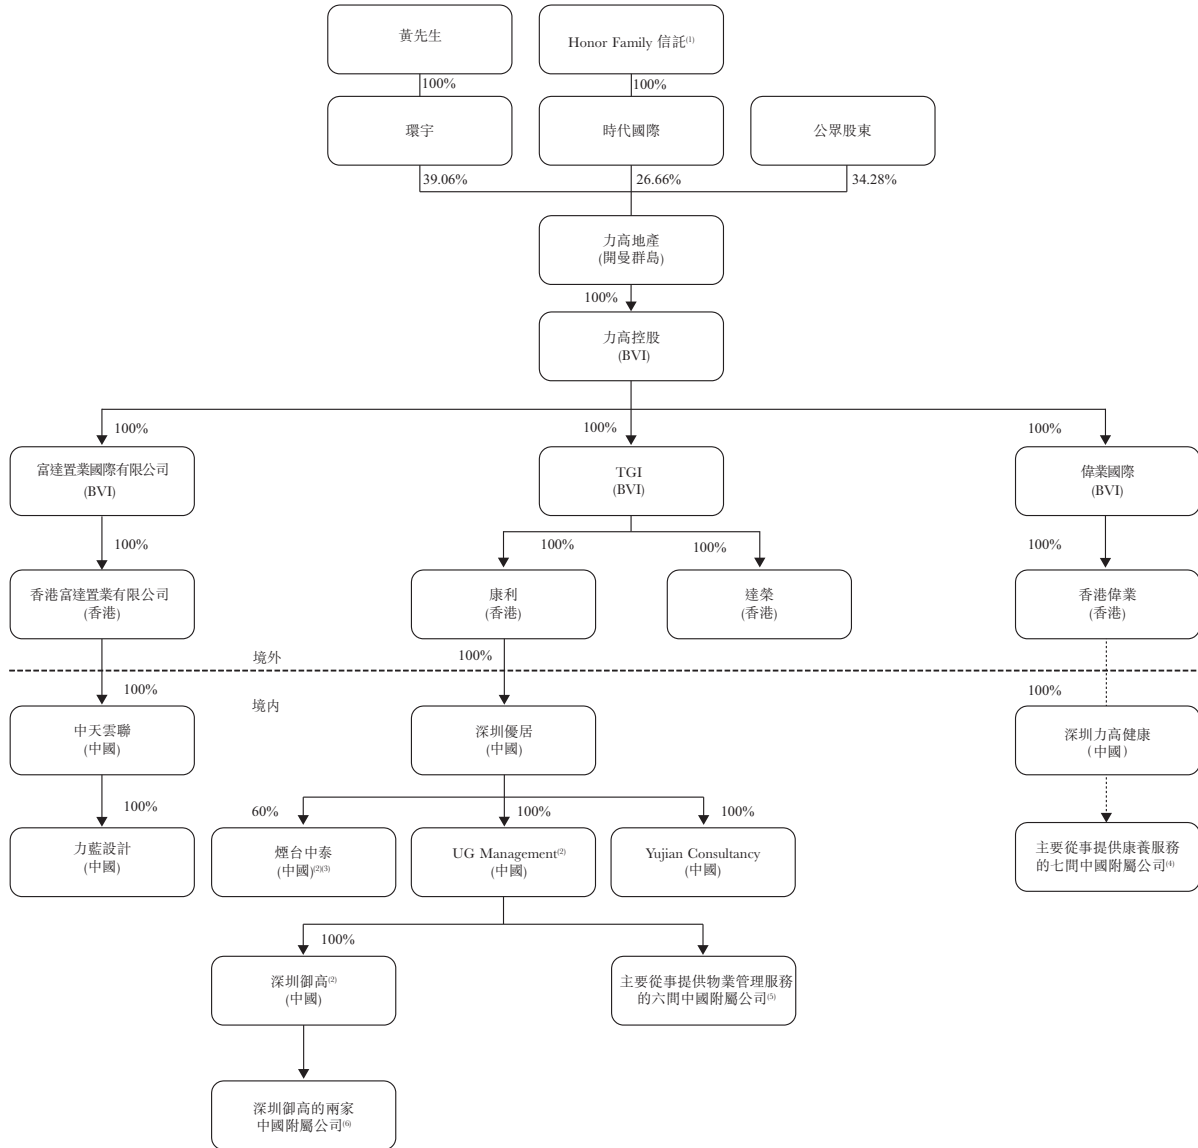 黃先生
Honor Family 信託(1)
100%
100%
環宇
時代國際
公眾股東
39.06%
26.66%
34.28%
力高地產
(開曼群島)
100%
力高控股
(BVI)
100%
100%
100%
富達置業國際有限公司
(BVI)
TGI
(BVI)
偉業國際
(BVI)
100%
100%
100%
100%
香港富達置業有限公司
(香港)
康利
(香港)
達榮
(香港)
香港偉業
(香港)
境外
100%
100%
境內
100%
中天雲聯
(中國)
深圳優居
(中國)
深圳力高健康
(中國)
100%
60%
100%
100%
力藍設計
(中國)
煙台中泰
(中國)(2)(3)
UG Management(2)
(中國)
Yujian Consultancy
(中國)
主要從事提供康養服務
的七間中國附屬公司(4)
100%
深圳御高(2)
(中國)
主要從事提供物業管理服務
的六間中國附屬公司(5)
深圳御高的兩家
中國附屬公司(6)